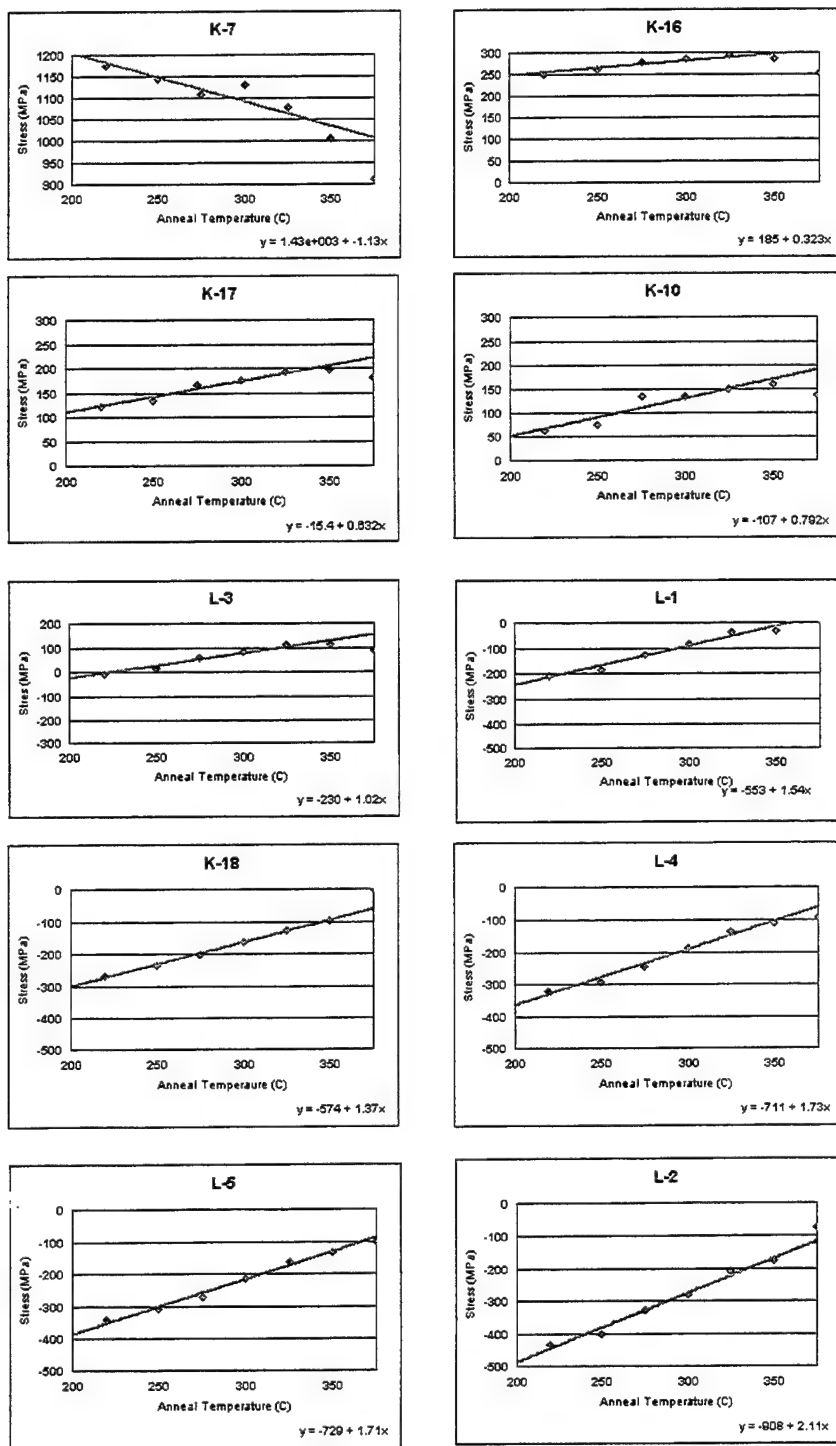 K-7
Stress (MPa)
1200
1150
1100
1050
1000
950
900
200 250 300 350
Anneal Temperature (C)
y = 1.43e+003 + -1.13x
K-16
Stress (MPa)
300
250
200
150
100
50
0
200 250 300 350
Anneal Temperature (C)
y = 185 + 0.323x
K-17
Stress (MPa)
300
250
200
150
100
50
0
200 250 300 350
Anneal Temperature (C)
y = -15.4 + 0.632x
K-10
Stress (MPa)
300
250
200
150
100
50
0
200 250 300 350
Anneal Temperature (C)
y = -107 + 0.792x
L-3
Stress (MPa)
200
100
0
-100
-200
-300
200 250 300 350
Anneal Temperature (C)
y = -230 + 1.02x
L-1
Stress (MPa)
0
-100
-200
-300
-400
-500
200 250 300 350
Anneal Temperature (C)
y = -553 + 1.54x
K-18
Stress (MPa)
0
-100
-200
-300
-400
-500
200 250 300 350
Anneal Temperaure (C)
y = -574 + 1.37x
L-4
Stress (MPa)
0
-100
-200
-300
-400
-500
200 250 300 350
Anneal Temperature (C)
y = -711 + 1.73x
L-5
Stress (MPa)
0
-100
-200
-300
-400
-500
200 250 300 350
Anneal Temperature (C)
y = -729 + 1.71x
L-2
Stress (MPa)
0
-100
-200
-300
-400
-500
200 250 300 350
Anneal Temperature (C)
y = -908 + 2.11x